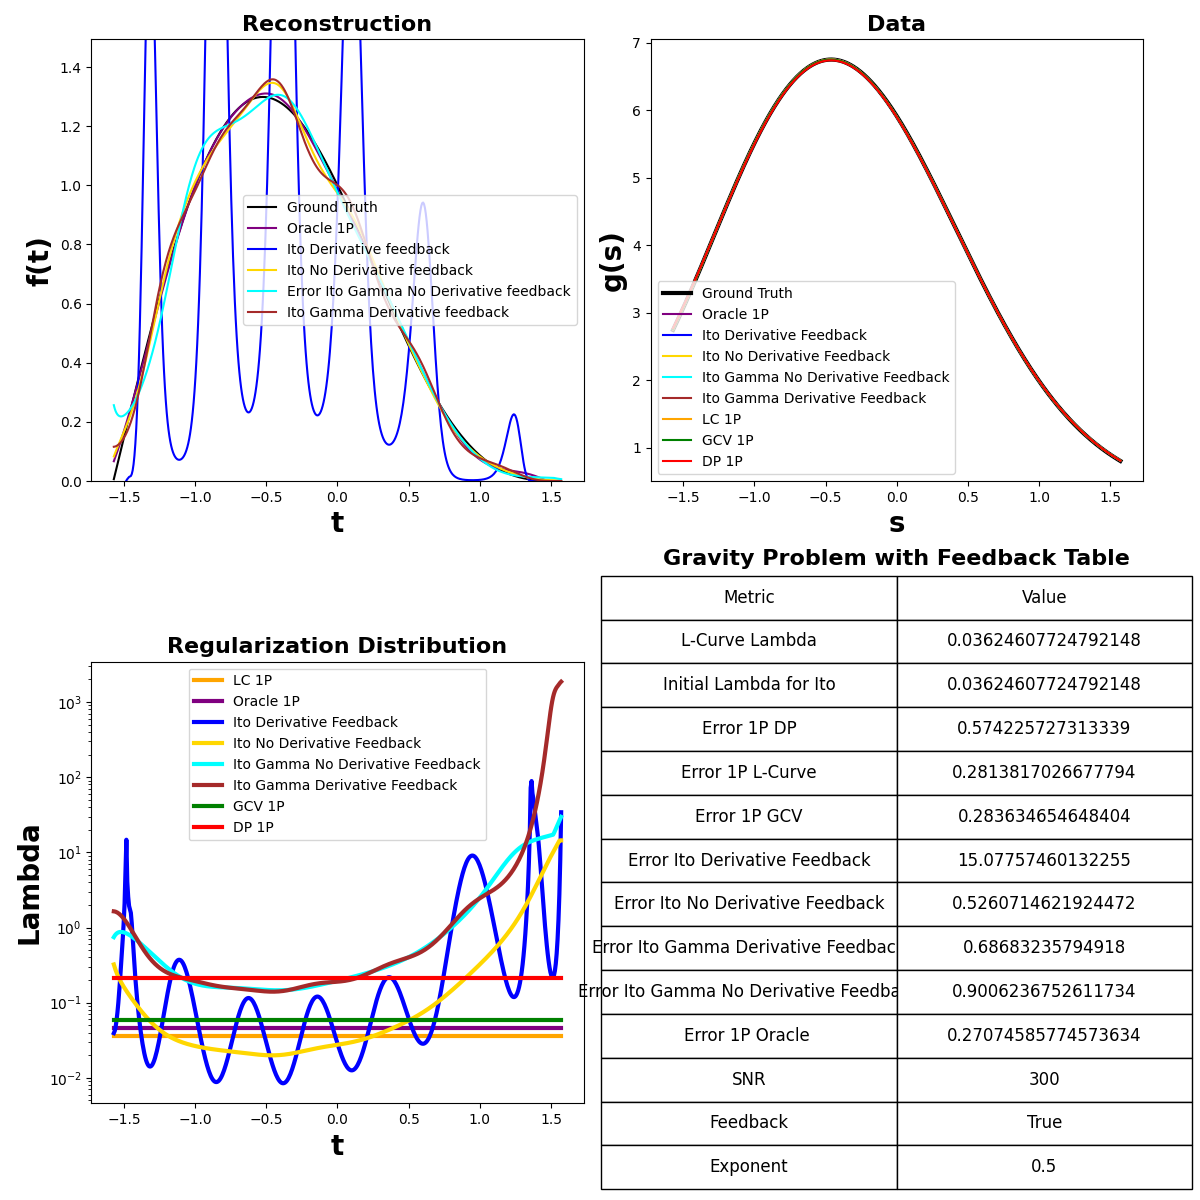 Reconstruction
f(t)
1.4
1.2
1.0
0.8
0.6
0.4
0.2
0.0
−1.5 −1.0 −0.5 0.0 0.5 1.0 1.5
t
Ground Truth
Oracle 1P
Ito Derivative feedback
Ito No Derivative feedback
Error Ito Gamma No Derivative feedback
Ito Gamma Derivative feedback
Data
g(s)
7
6
5
4
3
2
1
−1.5 −1.0 −0.5 0.0 0.5 1.0 1.5
s
Ground Truth
Oracle 1P
Ito Derivative Feedback
Ito No Derivative Feedback
Ito Gamma No Derivative Feedback
Ito Gamma Derivative Feedback
LC 1P
GCV 1P
DP 1P
Regularization Distribution
Lambda
10³
10²
10¹
10⁰
10⁻¹
10⁻²
−1.5 −1.0 −0.5 0.0 0.5 1.0 1.5
t
LC 1P
Oracle 1P
Ito Derivative Feedback
Ito No Derivative Feedback
Ito Gamma No Derivative Feedback
Ito Gamma Derivative Feedback
GCV 1P
DP 1P
Gravity Problem with Feedback Table
Metric Value
L-Curve Lambda 0.03624607724792148
Initial Lambda for Ito 0.03624607724792148
Error 1P DP 0.574225727313339
Error 1P L-Curve 0.2813817026677794
Error 1P GCV 0.283634654648404
Error Ito Derivative Feedback 15.07757460132255
Error Ito No Derivative Feedback 0.5260714621924472
Error Ito Gamma Derivative Feedbac 0.68683235794918
Error Ito Gamma No Derivative Feedba 0.9006236752611734
Error 1P Oracle 0.27074585774573634
SNR 300
Feedback True
Exponent 0.5